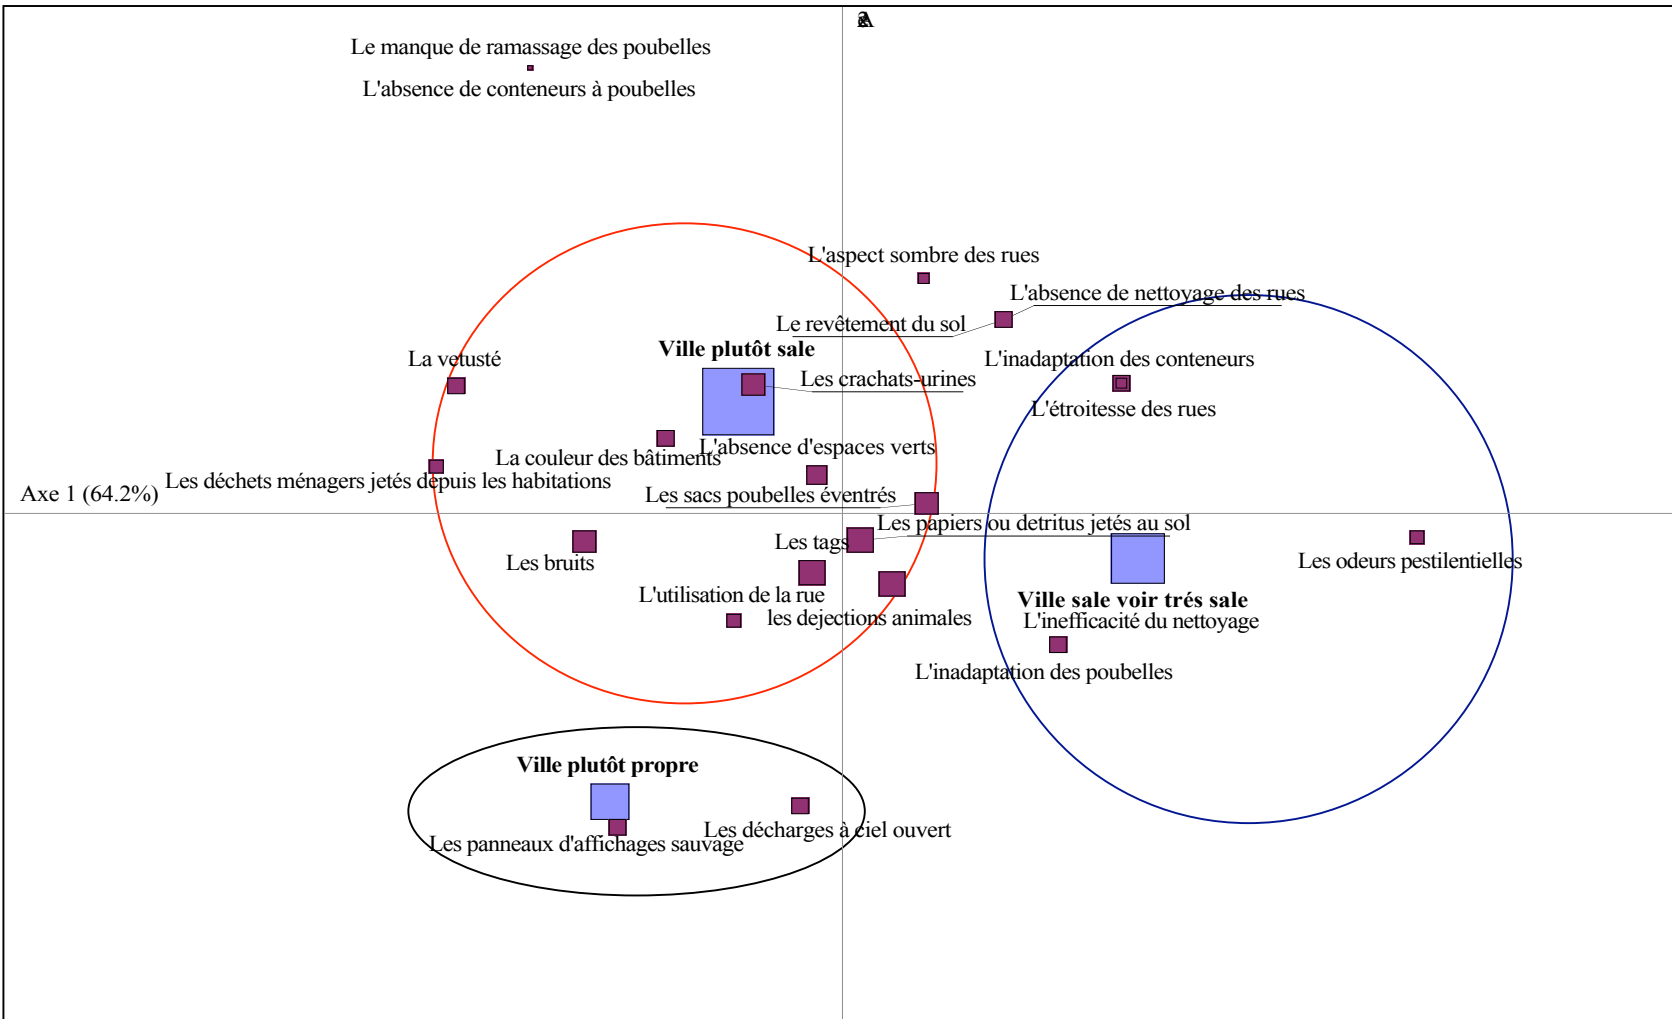 Le manque de ramassage des poubelles
L'absence de conteneurs à poubelles
L'aspect sombre des rues
L'absence de nettoyage des rues
Le revêtement du sol
Ville plutôt sale
La vetusté
L'inadaptation des conteneurs
Les crachats-urines
L'étroitesse des rues
L'absence d'espaces verts
La couleur des bâtiments
Les déchets ménagers jetés depuis les habitations
Axe 1 (64.2%)
Les sacs poubelles éventrés
Les papiers ou detritus jetés au sol
Les tags
Les bruits
Les odeurs pestilentielles
L'utilisation de la rue
Ville sale voir trés sale
les dejections animales
L'inefficacité du nettoyage
L'inadaptation des poubelles
Ville plutôt propre
Les décharges à ciel ouvert
Les panneaux d'affichages sauvage